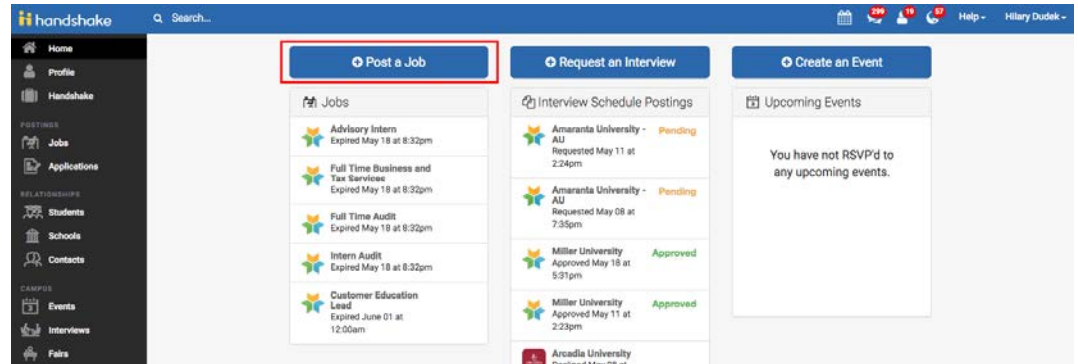 handshake
Search...
299
19
57
Help
Hilary Dudek
Home
Profile
Handshake
POSTINGS
Jobs
Applications
RELATIONSHIPS
Students
Schools
Contacts
CAMPUS
3
Events
Interviews
Fairs
Post a Job
Jobs
Advisory Intern
Expired May 18 at 8:32pm
Full Time Business and
Tax Services
Expired May 18 at 8:32pm
Full Time Audit
Expired May 18 at 8:32pm
Intern Audit
Expired May 18 at 8:32pm
Customer Education
Lead
Expired June 01 at
12:00am
Request an Interview
Interview Schedule Postings
Amaranta University - Pending
AU
Requested May 11 at
2:24pm
Amaranta University - Pending
AU
Requested May 08 at
7:35pm
Miller University Approved
Approved May 18 at
5:31pm
Miller University Approved
Approved May 11 at
2:23pm
Arcadia University
Create an Event
Upcoming Events
You have not RSVP'd to
any upcoming events.